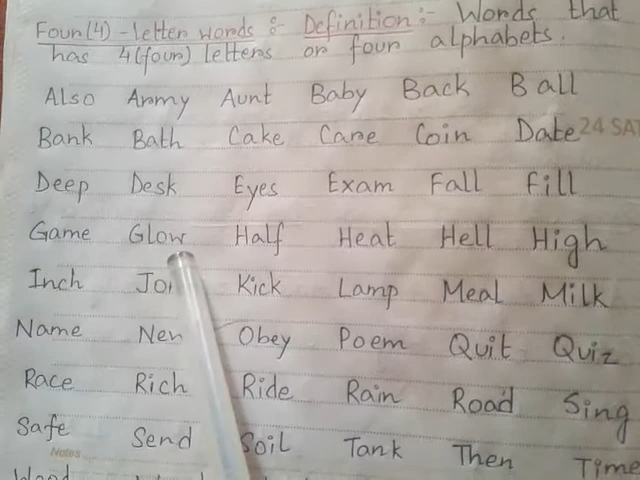 Four(4)-letter words :- Definition:- Words that
has 4(four) letters or four alphabets.
Also Army Aunt Baby Back Ball
Bank Bath Cake Care Coin Date 24 SAT
Deep Desk Eyes Exam Fall Fill
Game Glow Half Heat Hell High
Inch Kick Lamp Meal Milk
Name Obey Poem Quit Quiz
Race Rich Ride Rain Road Sing
Safe Send Soil Tank Then Time
Notes